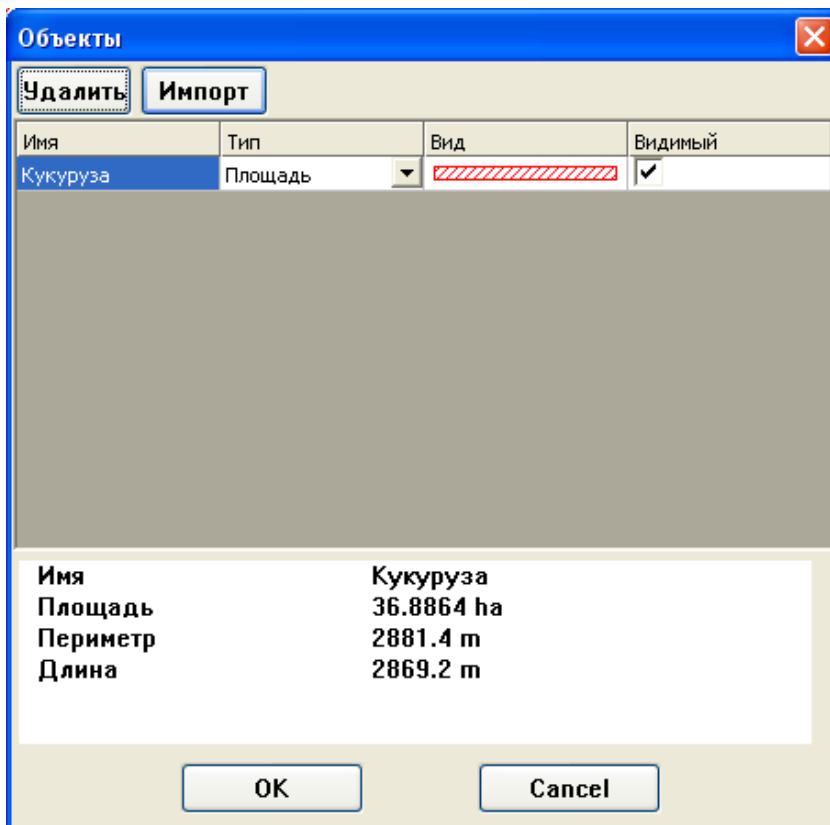 Объекты
Удалить Импорт
Имя Тип Вид Видимый
Кукуруза Площадь
Имя Кукуруза
Площадь 36.8864 ha
Периметр 2881.4 m
Длина 2869.2 m
OK Cancel